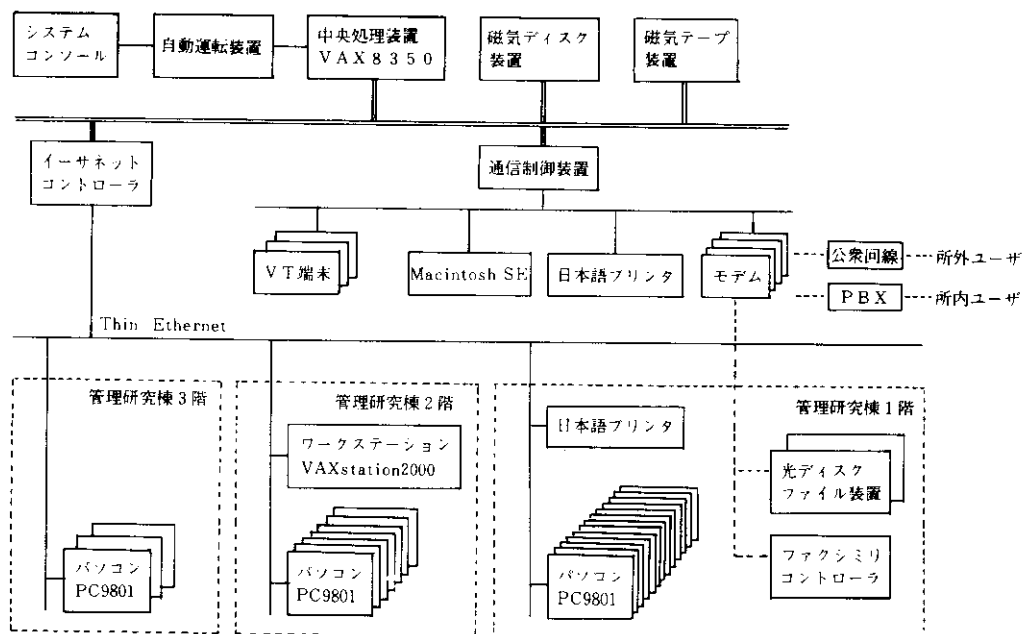 システム
コンソール
自動運転装置
中央処理装置
VAX8350
磁気ディスク
装置
磁気テープ
装置
イーサネット
コントローラ
通信制御装置
VT端末
Macintosh SE
日本語プリンタ
モデム
公衆回線
所外ユーザ
PBX
所内ユーザ
Thin Ethernet
管理研究棟3階
パソコン
PC9801
管理研究棟2階
ワークステーション
VAXstation2000
パソコン
PC9801
管理研究棟1階
日本語プリンタ
パソコン
PC9801
光ディスク
ファイル装置
ファクシミリ
コントローラ